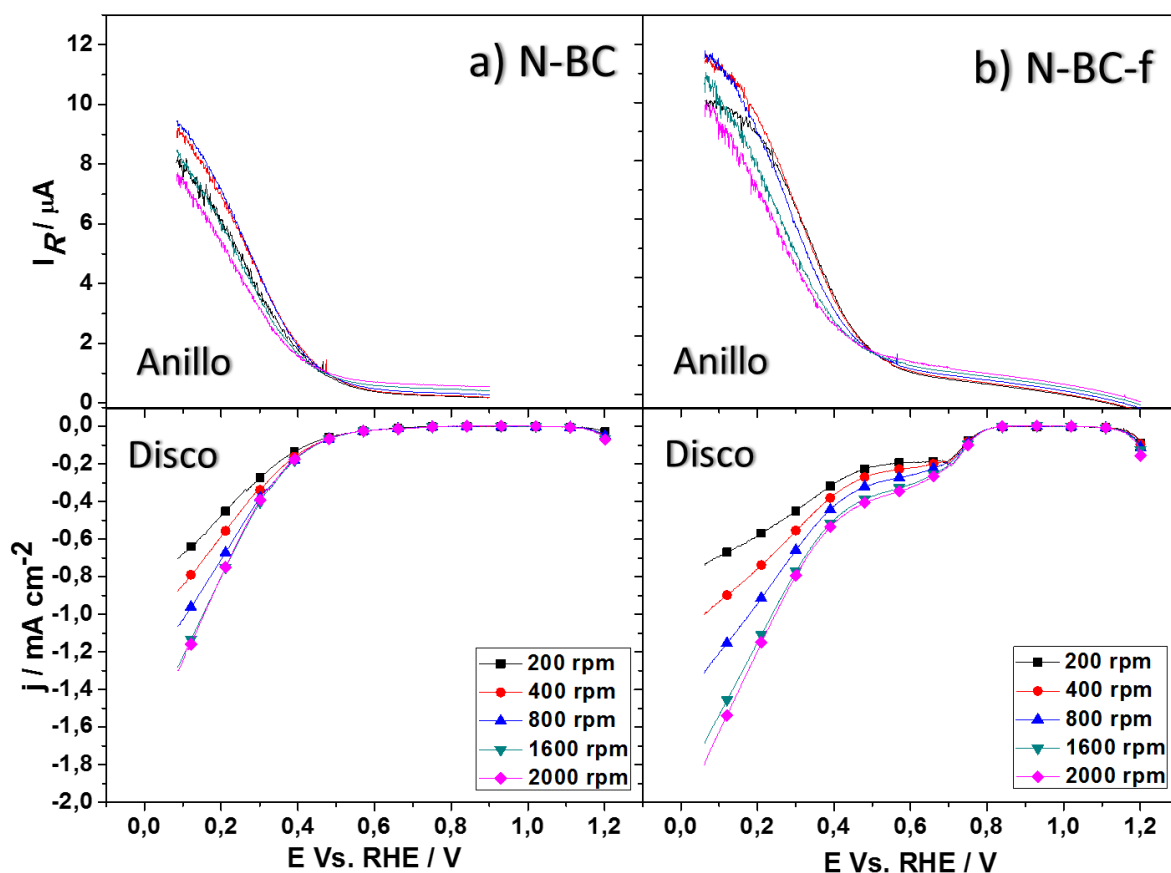 a) N-BC
b) N-BC-f
I R / µA
12
10
8
6
4
2
0
Anillo
Anillo
Disco
Disco
j / mA cm-2
0,0
-0,2
-0,4
-0,6
-0,8
-1,0
-1,2
-1,4
-1,6
-1,8
-2,0
200 rpm
400 rpm
800 rpm
1600 rpm
2000 rpm
200 rpm
400 rpm
800 rpm
1600 rpm
2000 rpm
0,0 0,2 0,4 0,6 0,8 1,0 1,2
0,0 0,2 0,4 0,6 0,8 1,0 1,2
E Vs. RHE / V
E Vs. RHE / V